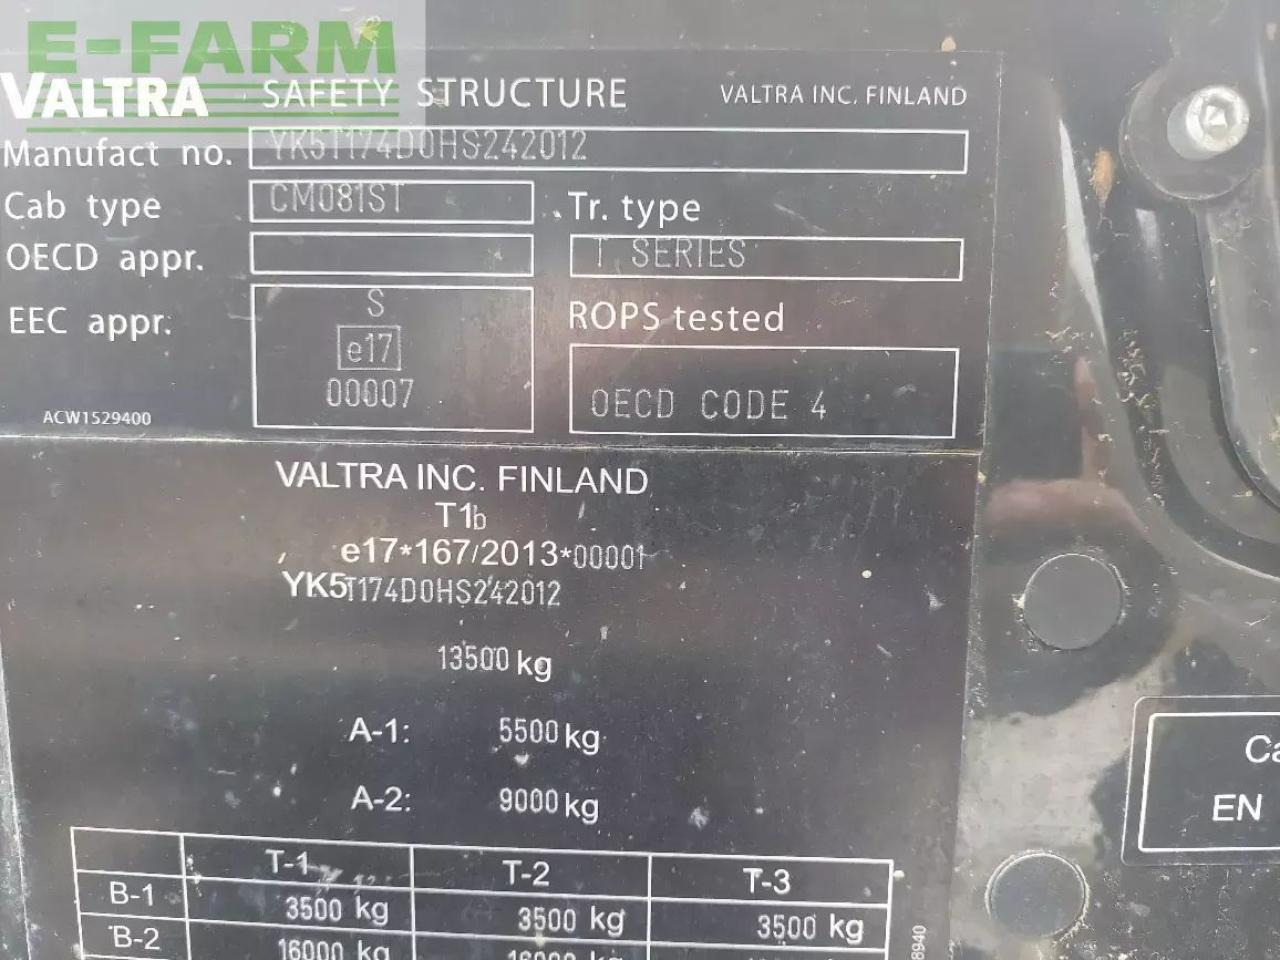 E-FARM
VALTRA SAFETY STRUCTURE VALTRA INC. FINLAND
Manufact no. YK5T174D0HS242012
Cab type CM081ST Tr. type
OECD appr. T SERIES
EEC appr. S ROPS tested
e17
00007 OECD CODE 4
ACW1529400
VALTRA INC. FINLAND
T1b
e17*167/2013*00001
YK5T174D0HS242012
13500 kg
A-1: 5500 kg
A-2: 9000 kg
T-1 T-2 T-3
B-1 3500 kg 3500 kg 3500 kg
B-2 16000 kg 16000 kg
EN
8940